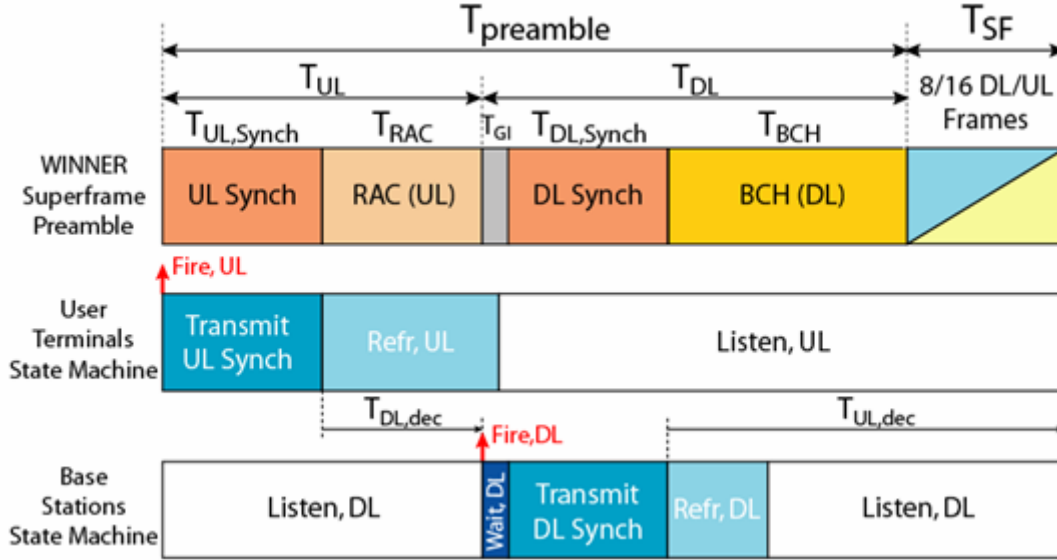 T_preamble
T_SF
T_UL
T_DL
8/16 DL/UL
Frames
T_UL,Synch
T_RAC
T_GI
T_DL,Synch
T_BCH
WINNER
Superframe
Preamble
UL Synch
RAC (UL)
DL Synch
BCH (DL)
Fire, UL
User
Terminals
State Machine
Transmit
UL Synch
Refr, UL
Listen, UL
T_DL,dec
T_UL,dec
Fire,DL
Base
Stations
State Machine
Listen, DL
Wait, DL
Transmit
DL Synch
Refr, DL
Listen, DL